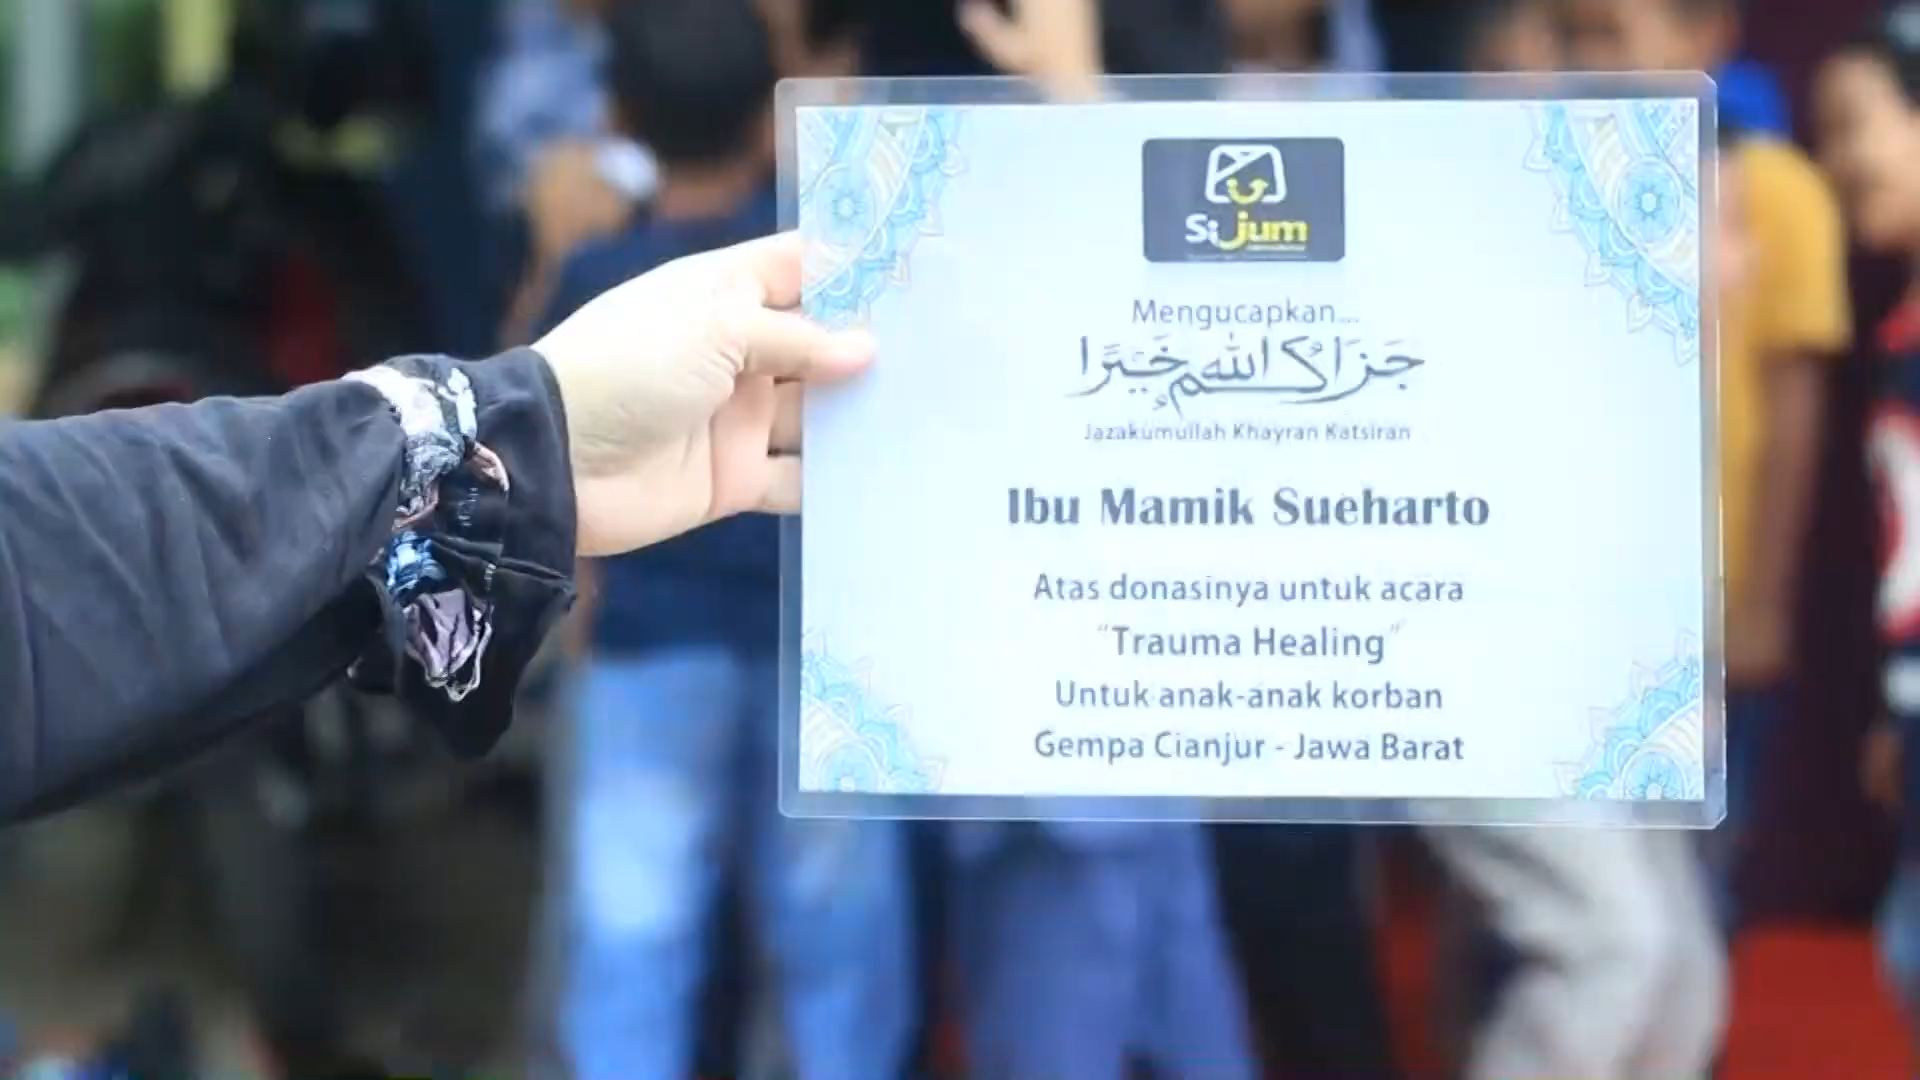 Sijum
Mengucapkan...
جَزَاكُمُ اللهُ خَيْرًا
Jazakumullah Khayran Katsiran
Ibu Mamik Sueharto
Atas donasinya untuk acara
"Trauma Healing"
Untuk anak-anak korban
Gempa Cianjur - Jawa Barat